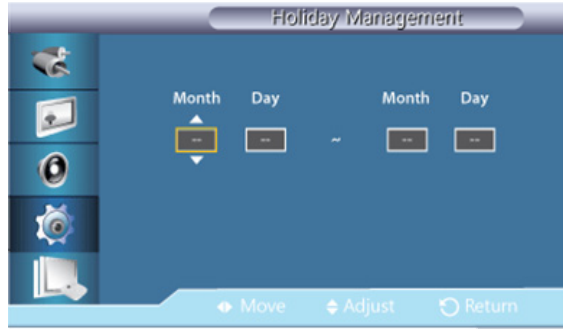 Holiday Management
Month Day Month Day
-- -- ~ -- --
Move Adjust Return